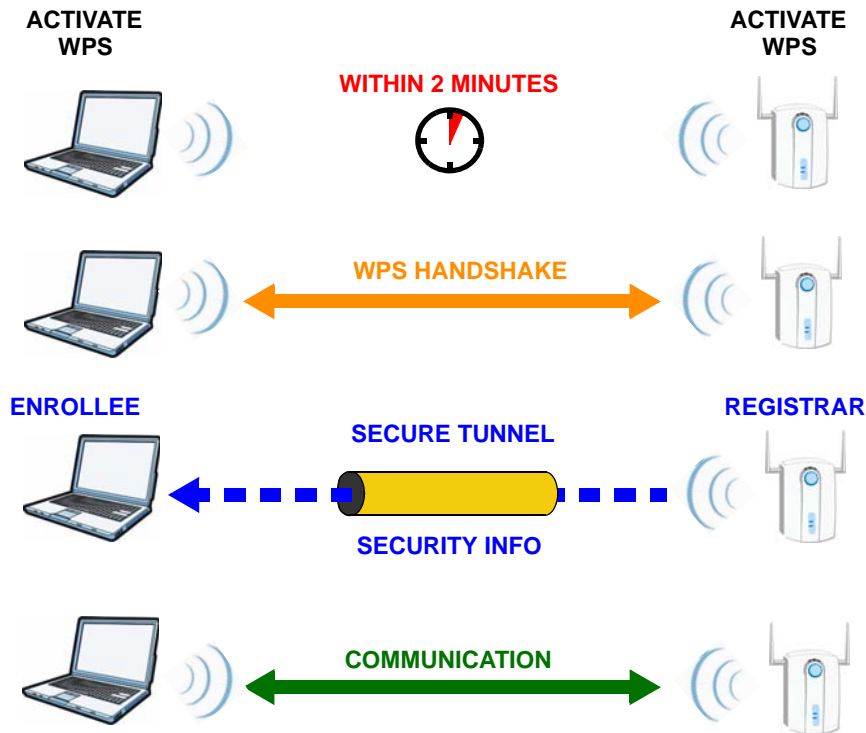 ACTIVATE
WPS
ACTIVATE
WPS
WITHIN 2 MINUTES
WPS HANDSHAKE
ENROLLEE
REGISTRAR
SECURE TUNNEL
SECURITY INFO
COMMUNICATION